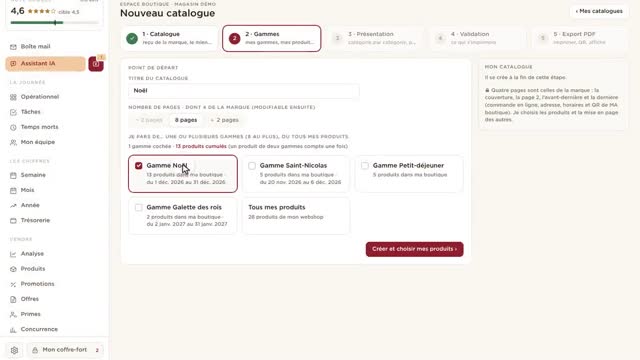 4,6 ★★★★☆ cible 4,5
Boîte mail
Assistant IA
LA JOURNÉE
Opérationnel
Tâches
Temps morts
Mon équipe
LES CHIFFRES
Semaine
Mois
Année
Trésorerie
VENDRE
Analyse
Produits
Promotions
Offres
Primes
Concurrence
Mon coffre-fort 2
ESPACE BOUTIQUE · MAGASIN DÉMO
Nouveau catalogue
‹ Mes catalogues
1 · Catalogue
reçu de la marque, le mien…
2 · Gammes
mes gammes, mes produit…
3 · Présentation
catégorie par catégorie, p…
4 · Validation
ce qui s'imprimera
5 · Export PDF
imprimeur, QR, affiche
POINT DE DÉPART
TITRE DU CATALOGUE
Noël
NOMBRE DE PAGES · DONT 4 DE LA MARQUE (MODIFIABLE ENSUITE)
− 2 pages
8 pages
+ 2 pages
JE PARS DE… UNE OU PLUSIEURS GAMMES (8 AU PLUS), OU TOUS MES PRODUITS
1 gamme cochée · 13 produits cumulés (un produit de deux gammes compte une fois)
Gamme Noël
13 produits dans ma boutique ·
du 1 déc. 2026 au 31 déc. 2026
Gamme Saint-Nicolas
5 produits dans ma boutique ·
du 20 nov. 2026 au 6 déc. 2026
Gamme Petit-déjeuner
5 produits dans ma boutique
Gamme Galette des rois
2 produits dans ma boutique ·
du 2 janv. 2027 au 31 janv. 2027
Tous mes produits
28 produits de mon webshop
Créer et choisir mes produits ›
MON CATALOGUE
Il se crée à la fin de cette étape.
Quatre pages sont celles de la marque : la
couverture, la page 2, l'avant-dernière et la dernière
(commande en ligne, adresse, horaires et QR de MA
boutique). Je choisis les produits et la mise en page
des autres.